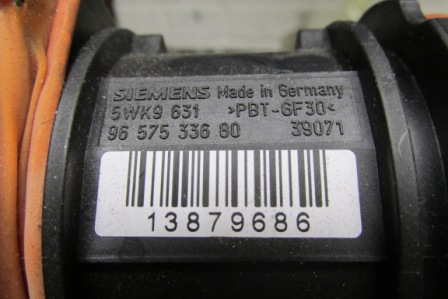 SIEMENS Made in Germany
5WK9 631 >PBT-GF30<
96 575 336 80 39071
13879686